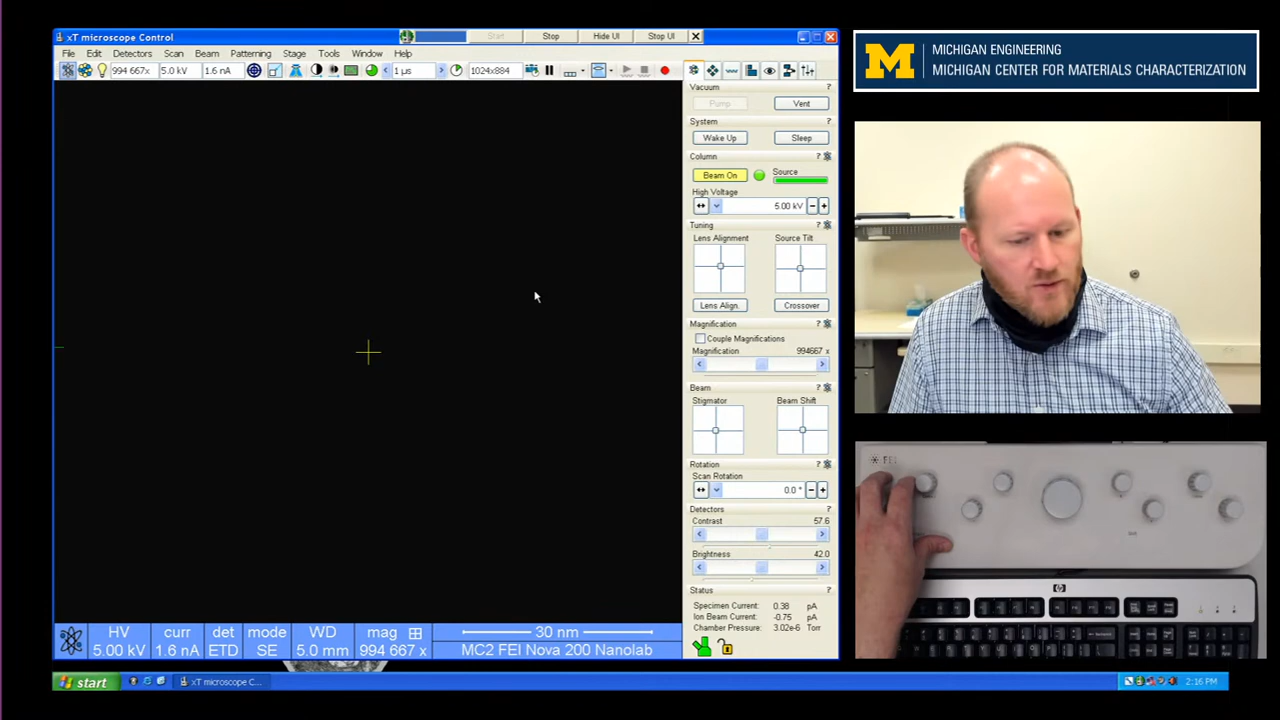 xT microscope Control
Start
Stop
Hide UI
Stop UI
File Edit Detectors Scan Beam Patterning Stage Tools Window Help
994 667x 5.0 kV 1.6 nA 1 µs 1024x884
Vacuum ?
Pump Vent
System ?
Wake Up Sleep
Column ?
Beam On Source
High Voltage
5.00 kV
Tuning ?
Lens Alignment Source Tilt
Lens Align. Crossover
Magnification ?
Couple Magnifications
Magnification 994667 x
Beam ?
Stigmator Beam Shift
Rotation ?
Scan Rotation
0.0 °
Detectors ?
Contrast 57.6
Brightness 42.0
Status ?
Specimen Current: 0.38 pA
Ion Beam Current: -0.75 pA
Chamber Pressure: 3.02e-6 Torr
HV curr det mode WD mag 30 nm
5.00 kV 1.6 nA ETD SE 5.0 mm 994 667 x MC2 FEI Nova 200 Nanolab
start xT microscope C... 2:16 PM
M MICHIGAN ENGINEERING
MICHIGAN CENTER FOR MATERIALS CHARACTERIZATION
FEI
hp